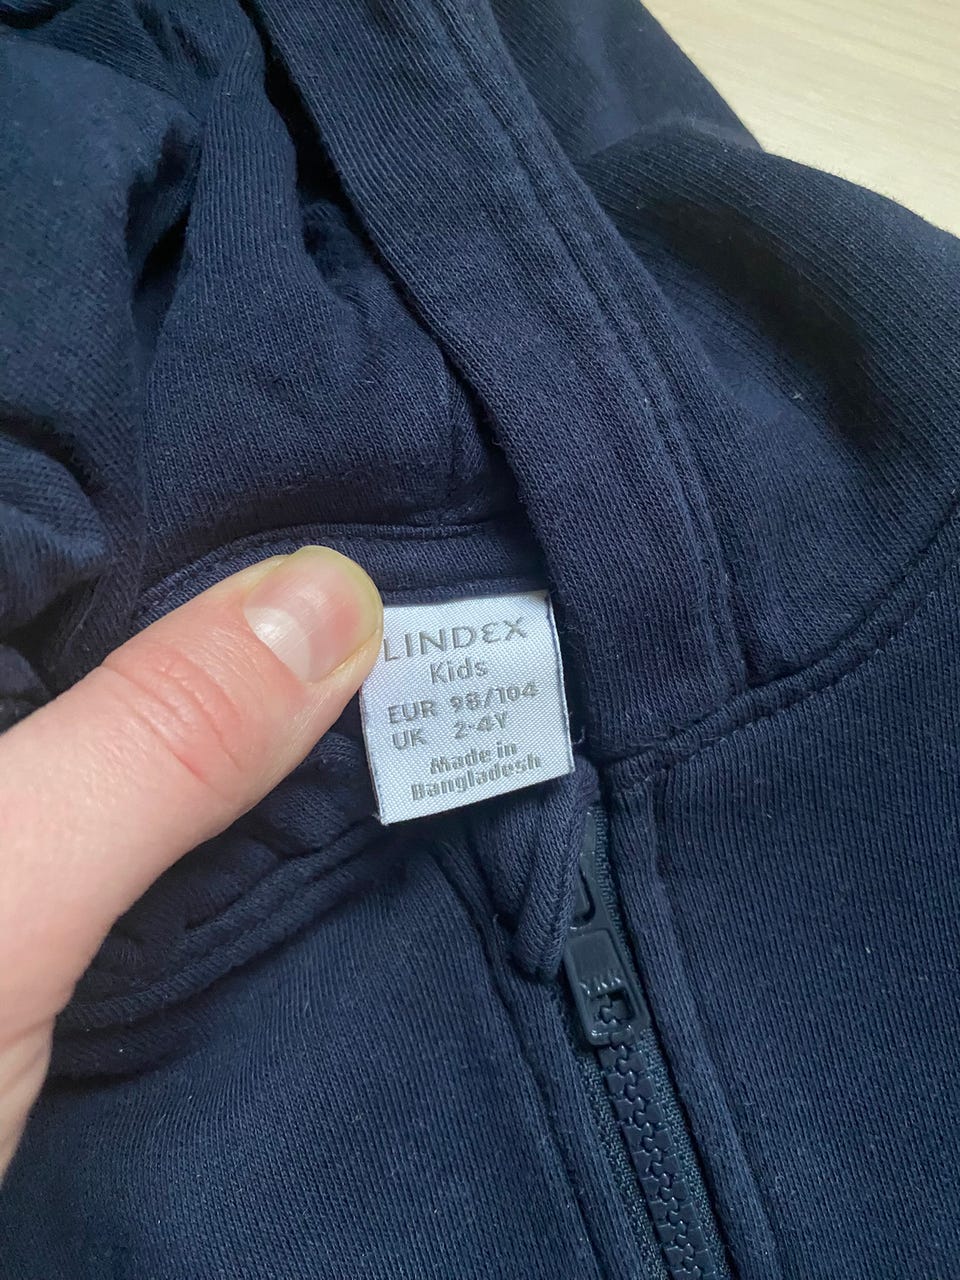 LINDEX
Kids
EUR 98/104
UK 2-4Y
Made in
Bangladesh